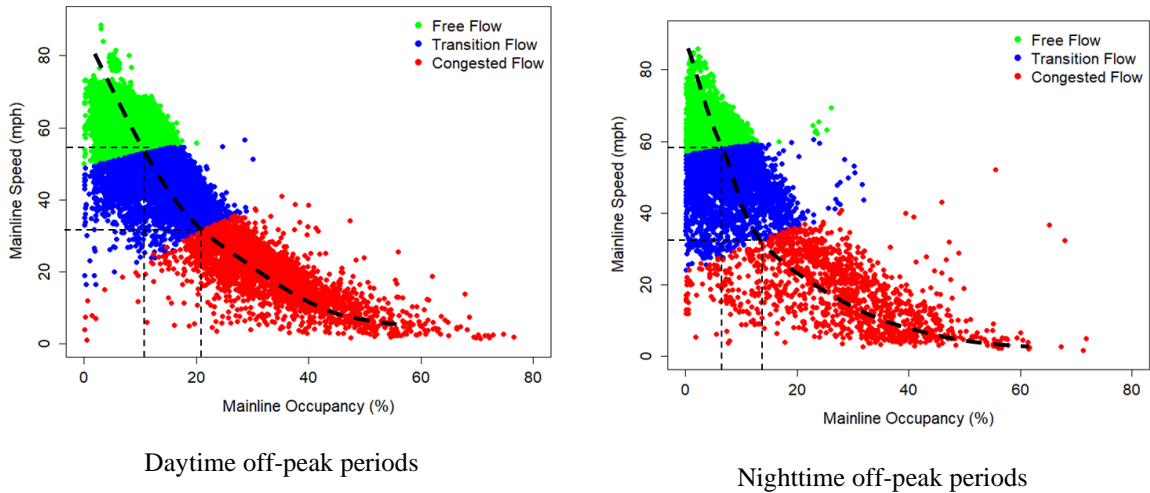 Free Flow
Transition Flow
Congested Flow
Mainline Speed (mph)
80
60
40
20
0
0 20 40 60 80
Mainline Occupancy (%)
Daytime off-peak periods
Free Flow
Transition Flow
Congested Flow
Mainline Speed (mph)
80
60
40
20
0
0 20 40 60 80
Mainline Occupancy (%)
Nighttime off-peak periods